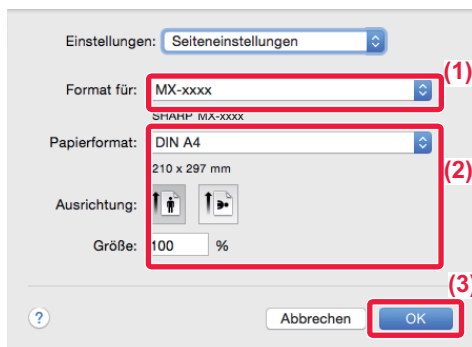 Einstellungen: Seiteneinstellungen
(1)
Format für: MX-xxxx
SHARP MX-xxxx
Papierformat: DIN A4
210 x 297 mm
(2)
Ausrichtung:
Größe: 100 %
(3)
? Abbrechen OK